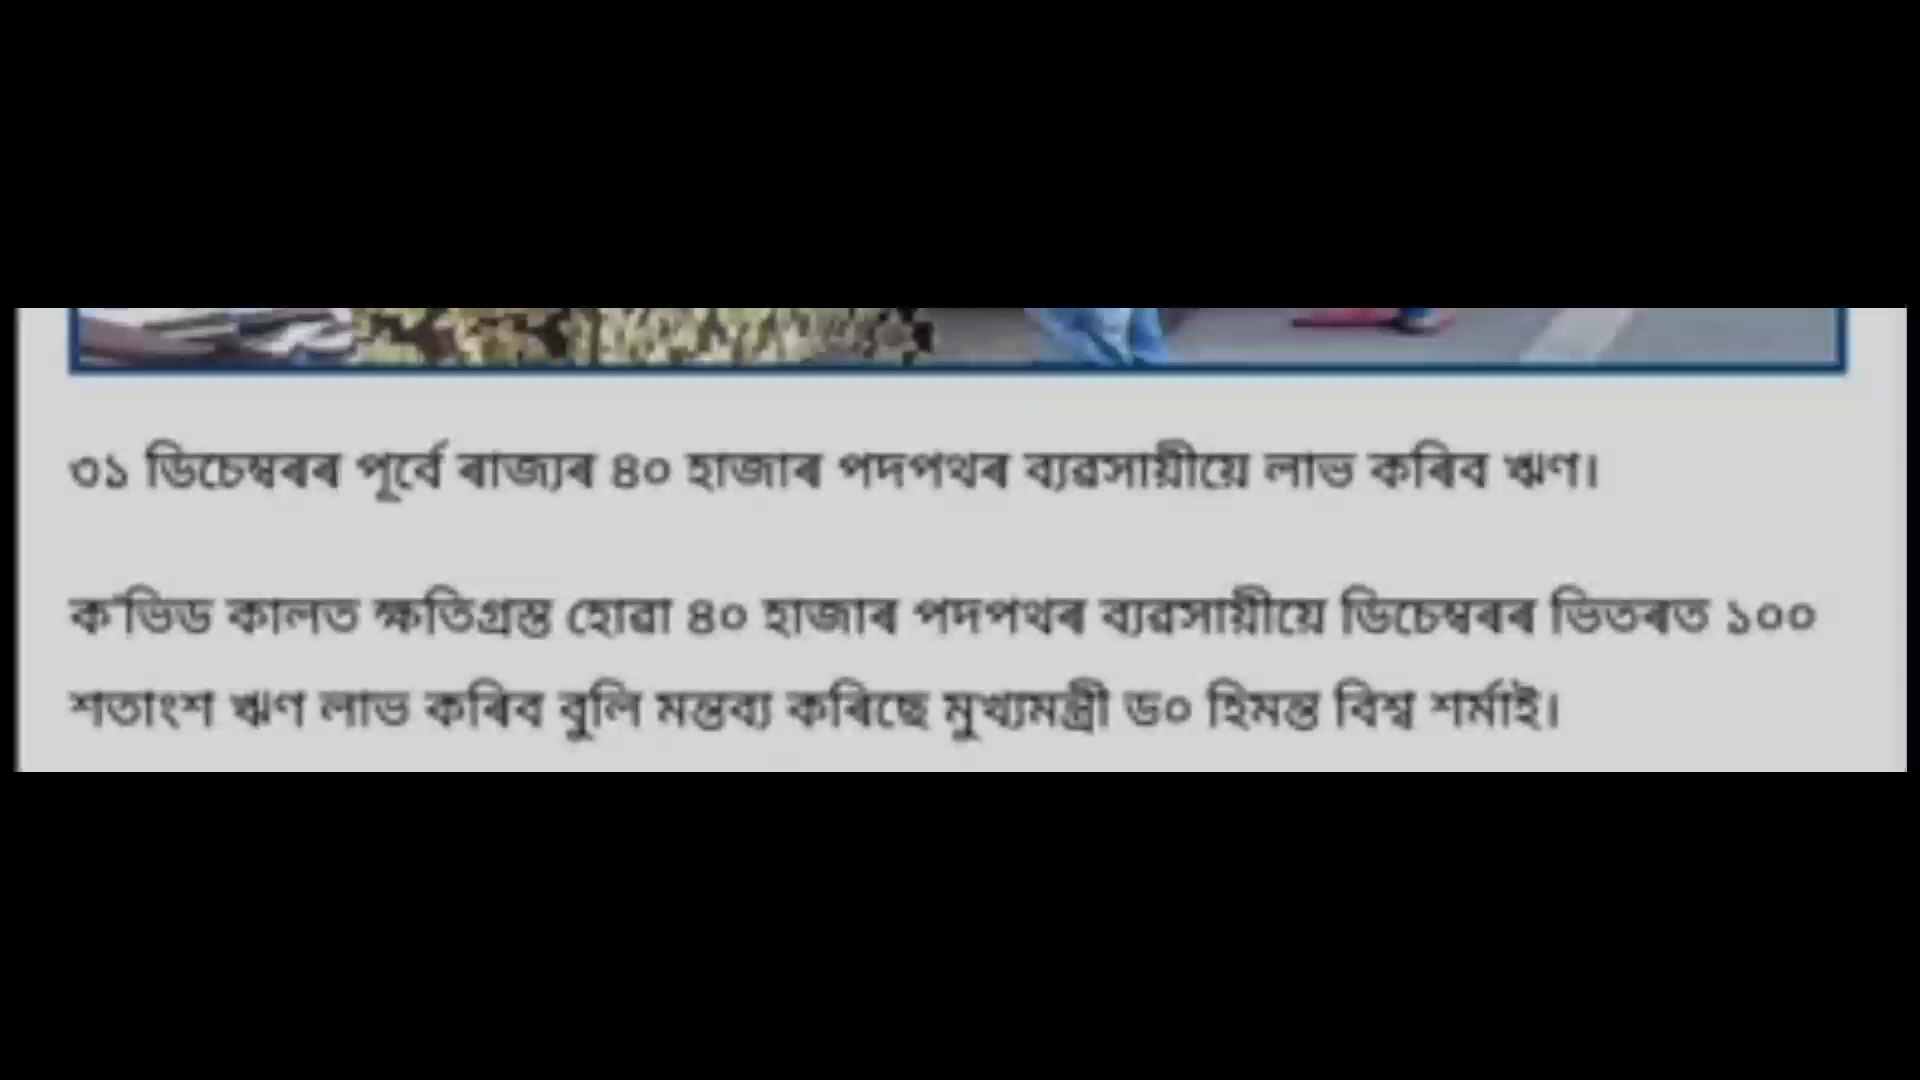 ৩১ ডিচেম্বৰৰ পূৰ্বে ৰাজ্যৰ ৪০ হাজাৰ পদপথৰ ব্যৱসায়ীয়ে লাভ কৰিব ঋণ।
ক'ভিড কালত ক্ষতিগ্ৰস্ত হোৱা ৪০ হাজাৰ পদপথৰ ব্যৱসায়ীয়ে ডিচেম্বৰৰ ভিতৰত ১০০
শতাংশ ঋণ লাভ কৰিব বুলি মন্তব্য কৰিছে মুখ্যমন্ত্ৰী ড০ হিমন্ত বিশ্ব শৰ্মাই।